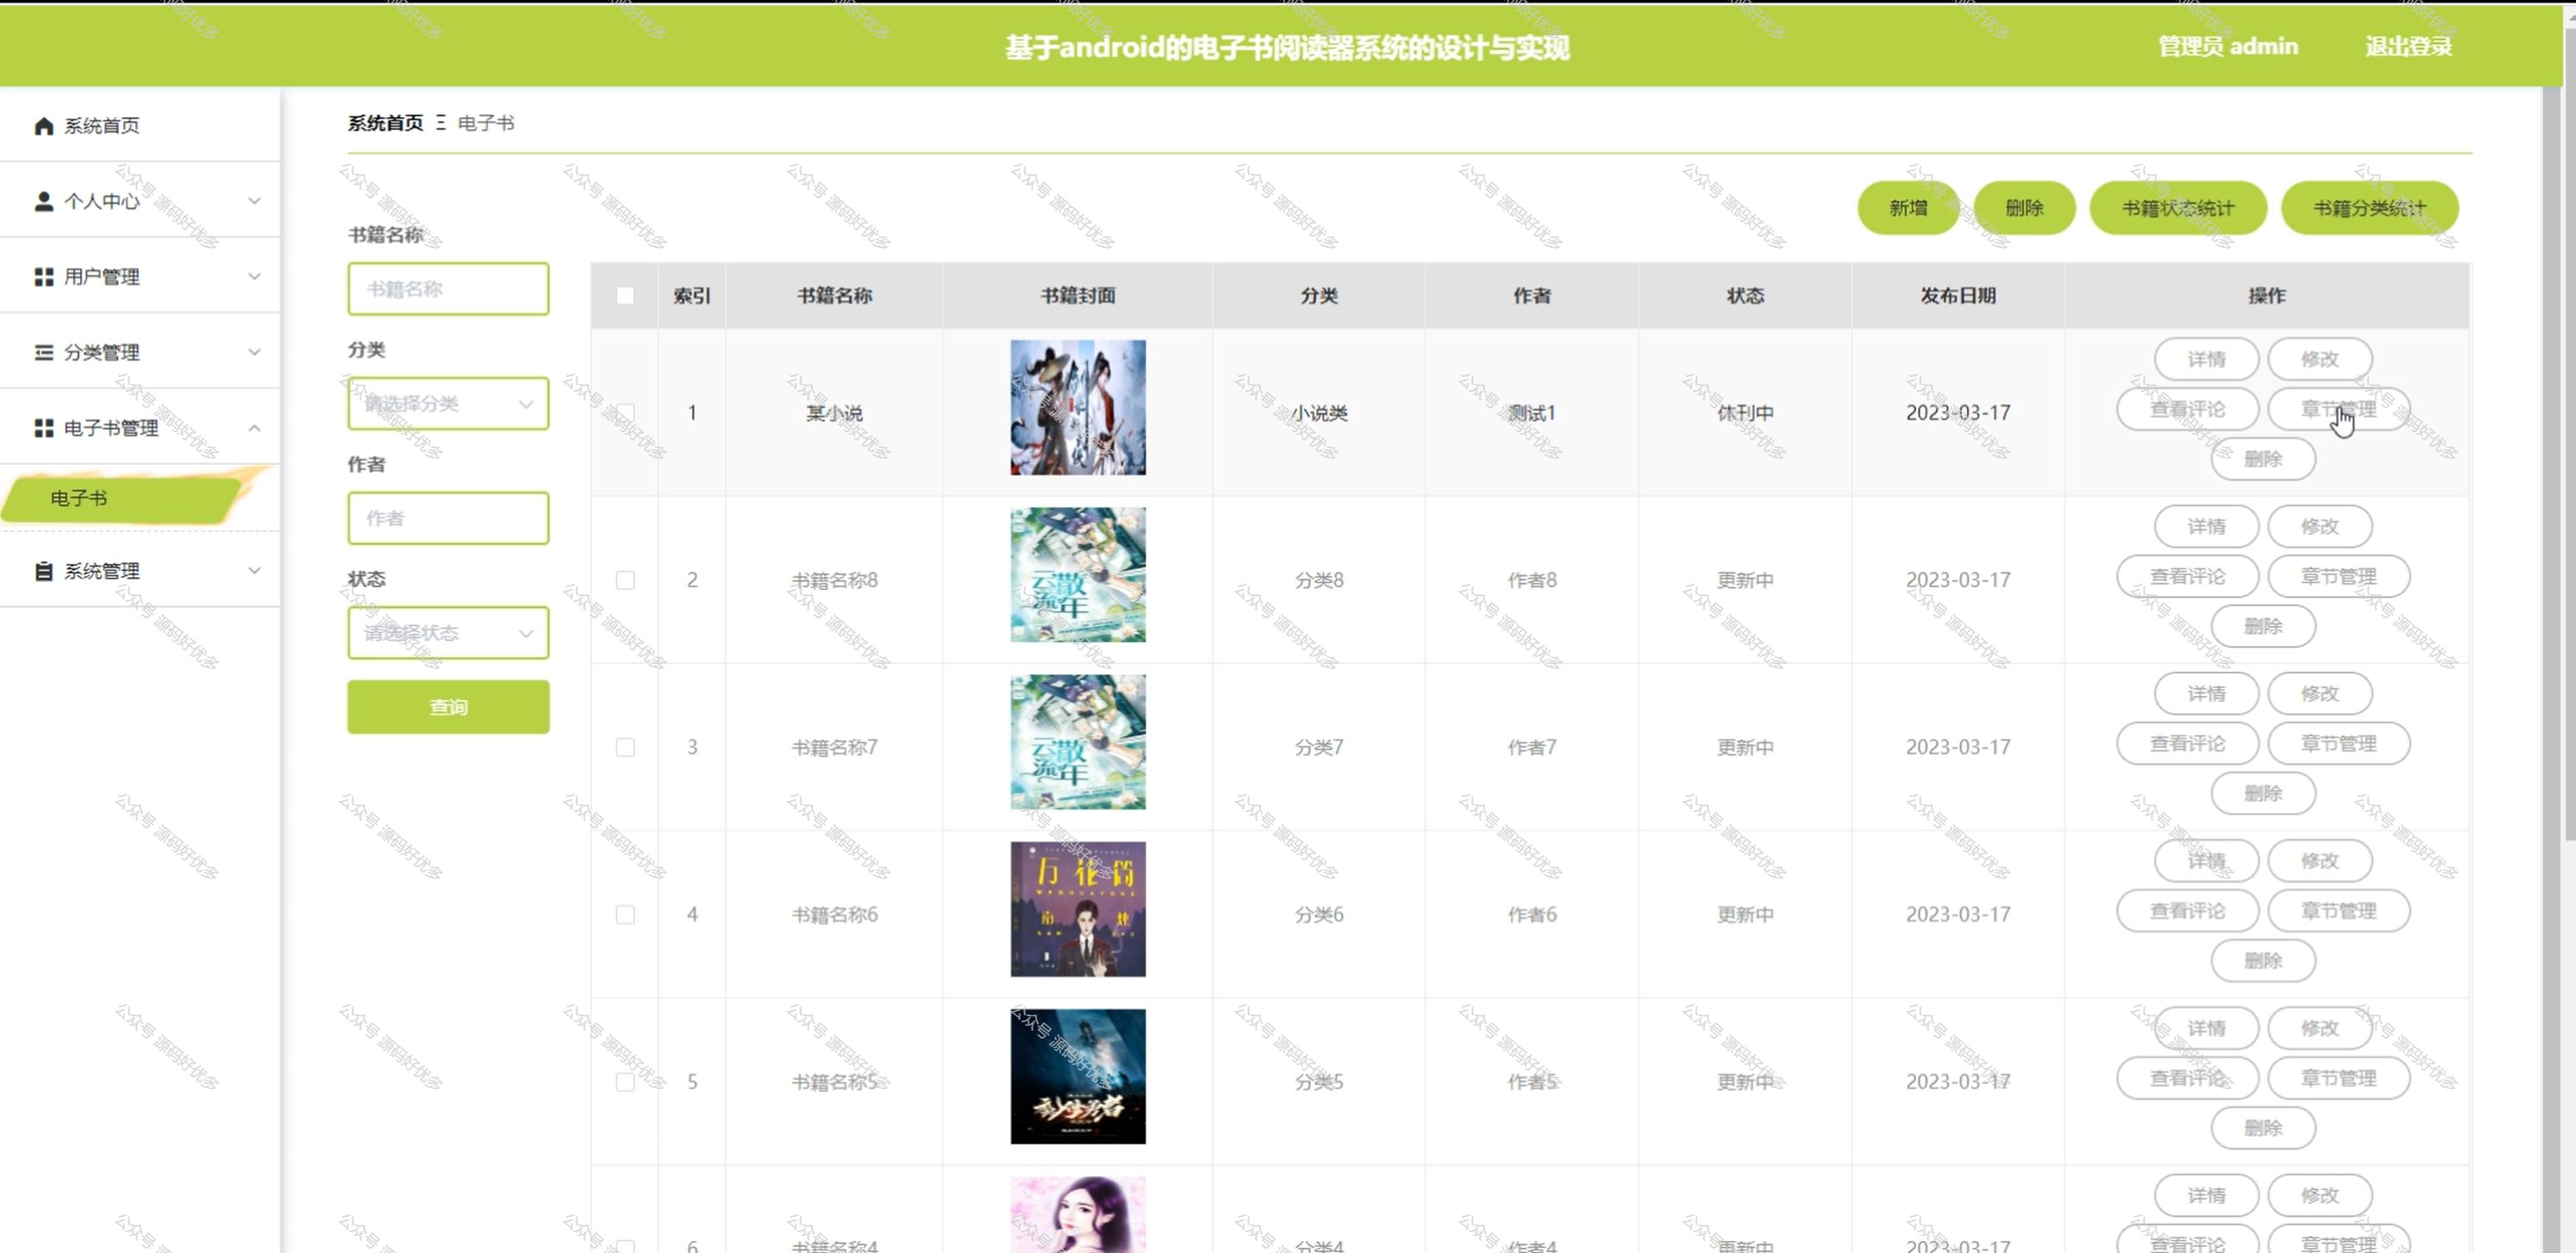 基于android的电子书阅读器系统的设计与实现
管理员 admin
退出登录
系统首页
个人中心
用户管理
分类管理
电子书管理
电子书
系统管理
系统首页 Ξ 电子书
新增 删除 书籍状态统计 书籍分类统计
书籍名称
书籍名称
分类
请选择分类
作者
作者
状态
请选择状态
查询
索引 书籍名称 书籍封面 分类 作者 状态 发布日期 操作
1 某小说 小说类 测试1 休刊中 2023-03-17
详情 修改
查看评论 章节管理
删除
2 书籍名称8 云散流年 分类8 作者8 更新中 2023-03-17
详情 修改
查看评论 章节管理
删除
3 书籍名称7 云散流年 分类7 作者7 更新中 2023-03-17
详情 修改
查看评论 章节管理
删除
4 书籍名称6 万花筒 分类6 作者6 更新中 2023-03-17
详情 修改
查看评论 章节管理
删除
5 书籍名称5 分类5 作者5 更新中 2023-03-17
详情 修改
查看评论 章节管理
删除
6 书籍名称4 分类4 作者4 更新中 2023-03-17
详情 修改
查看评论 章节管理
公众号 源码好优多